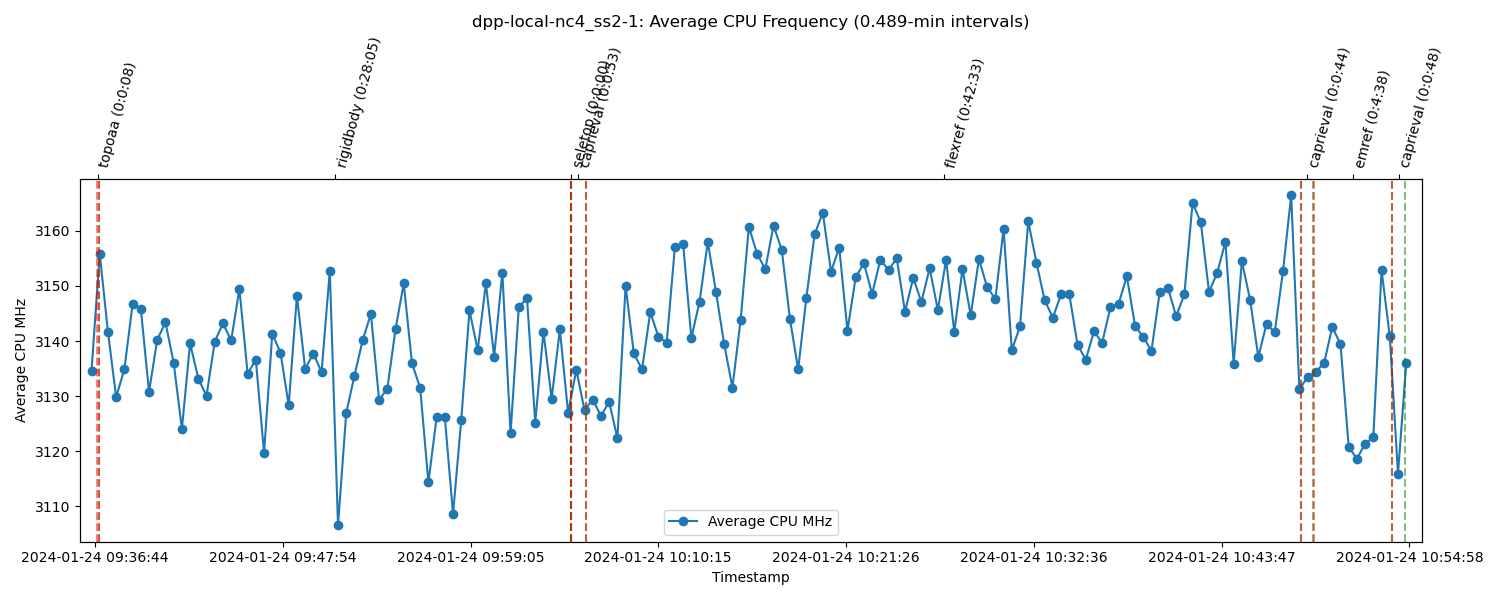 dpp-local-nc4_ss2-1: Average CPU Frequency (0.489-min intervals)
topoaa (0:0:08)
rigidbody (0:28:05)
seletop (0:0:00)
caprieval (0:0:53)
flexref (0:42:33)
caprieval (0:0:44)
emref (0:4:38)
caprieval (0:0:48)
Average CPU MHz
3160
3150
3140
3130
3120
3110
Average CPU MHz
2024-01-24 09:36:44
2024-01-24 09:47:54
2024-01-24 09:59:05
2024-01-24 10:10:15
2024-01-24 10:21:26
2024-01-24 10:32:36
2024-01-24 10:43:47
2024-01-24 10:54:58
Timestamp